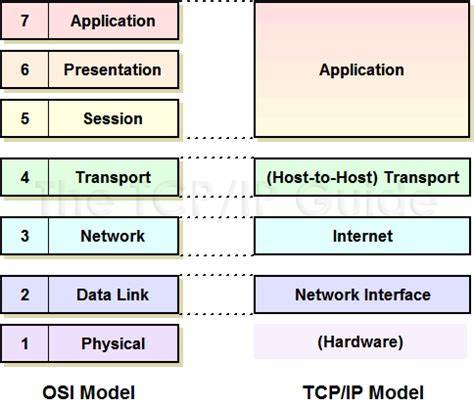 7 Application
6 Presentation
Application
5 Session
4 Transport
(Host-to-Host) Transport
The TCP/IP Guide
3 Network
Internet
2 Data Link
Network Interface
1 Physical
(Hardware)
OSI Model
TCP/IP Model